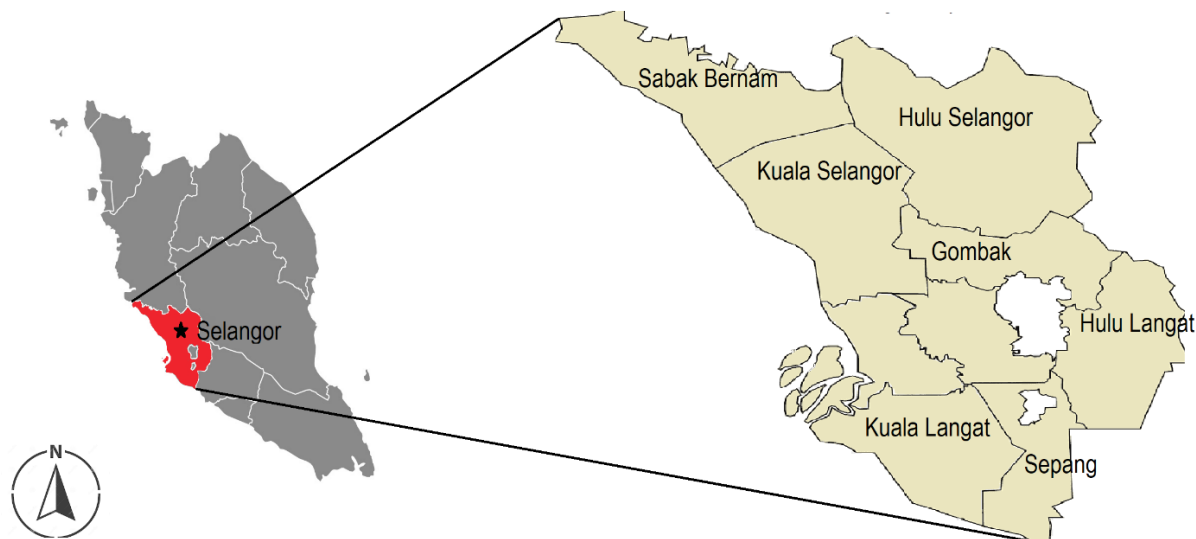 Sabak Bernam
Hulu Selangor
Kuala Selangor
Gombak
Hulu Langat
Selangor
Kuala Langat
Sepang
N